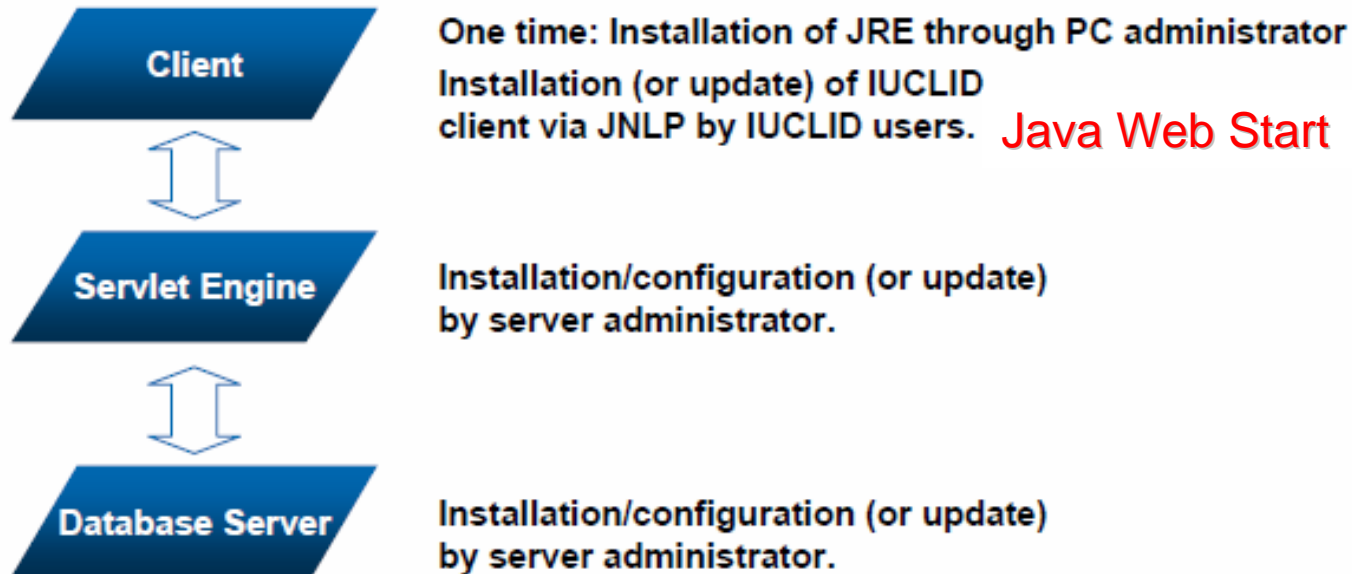 Client
One time: Installation of JRE through PC administrator
Installation (or update) of IUCLID
client via JNLP by IUCLID users.
Java Web Start
Servlet Engine
Installation/configuration (or update)
by server administrator.
Database Server
Installation/configuration (or update)
by server administrator.